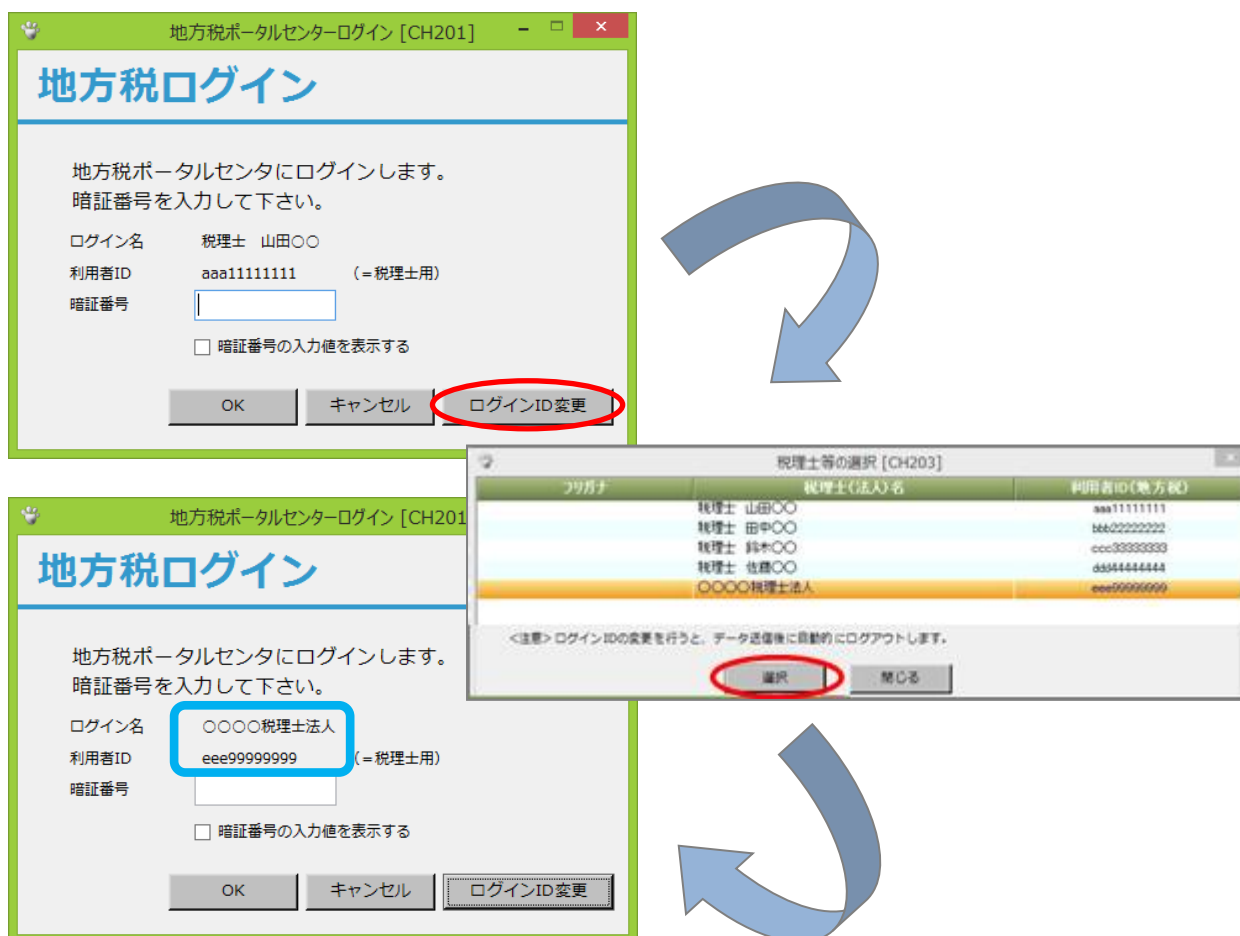 地方税ポータルセンターログイン [CH201]
地方税ログイン
地方税ポータルセンタにログインします。
暗証番号を入力して下さい。
ログイン名 税理士 山田○○
利用者ID aaa11111111 (=税理士用)
暗証番号
暗証番号の入力値を表示する
OK キャンセル ログインID変更
税理士等の選択 [CH203]
フリガナ 税理士(法人)名 利用者ID(地方税)
税理士 山田○○ aaa11111111
税理士 田中○○ bbb22222222
税理士 鈴木○○ ccc33333333
税理士 佐藤○○ ddd44444444
○○○○税理士法人 eee99999999
<注意> ログインIDの変更を行うと、データ送信後に自動的にログアウトします。
選択 閉じる
地方税ポータルセンターログイン [CH201
地方税ログイン
地方税ポータルセンタにログインします。
暗証番号を入力して下さい。
ログイン名 ○○○○税理士法人
利用者ID eee99999999 (=税理士用)
暗証番号
暗証番号の入力値を表示する
OK キャンセル ログインID変更